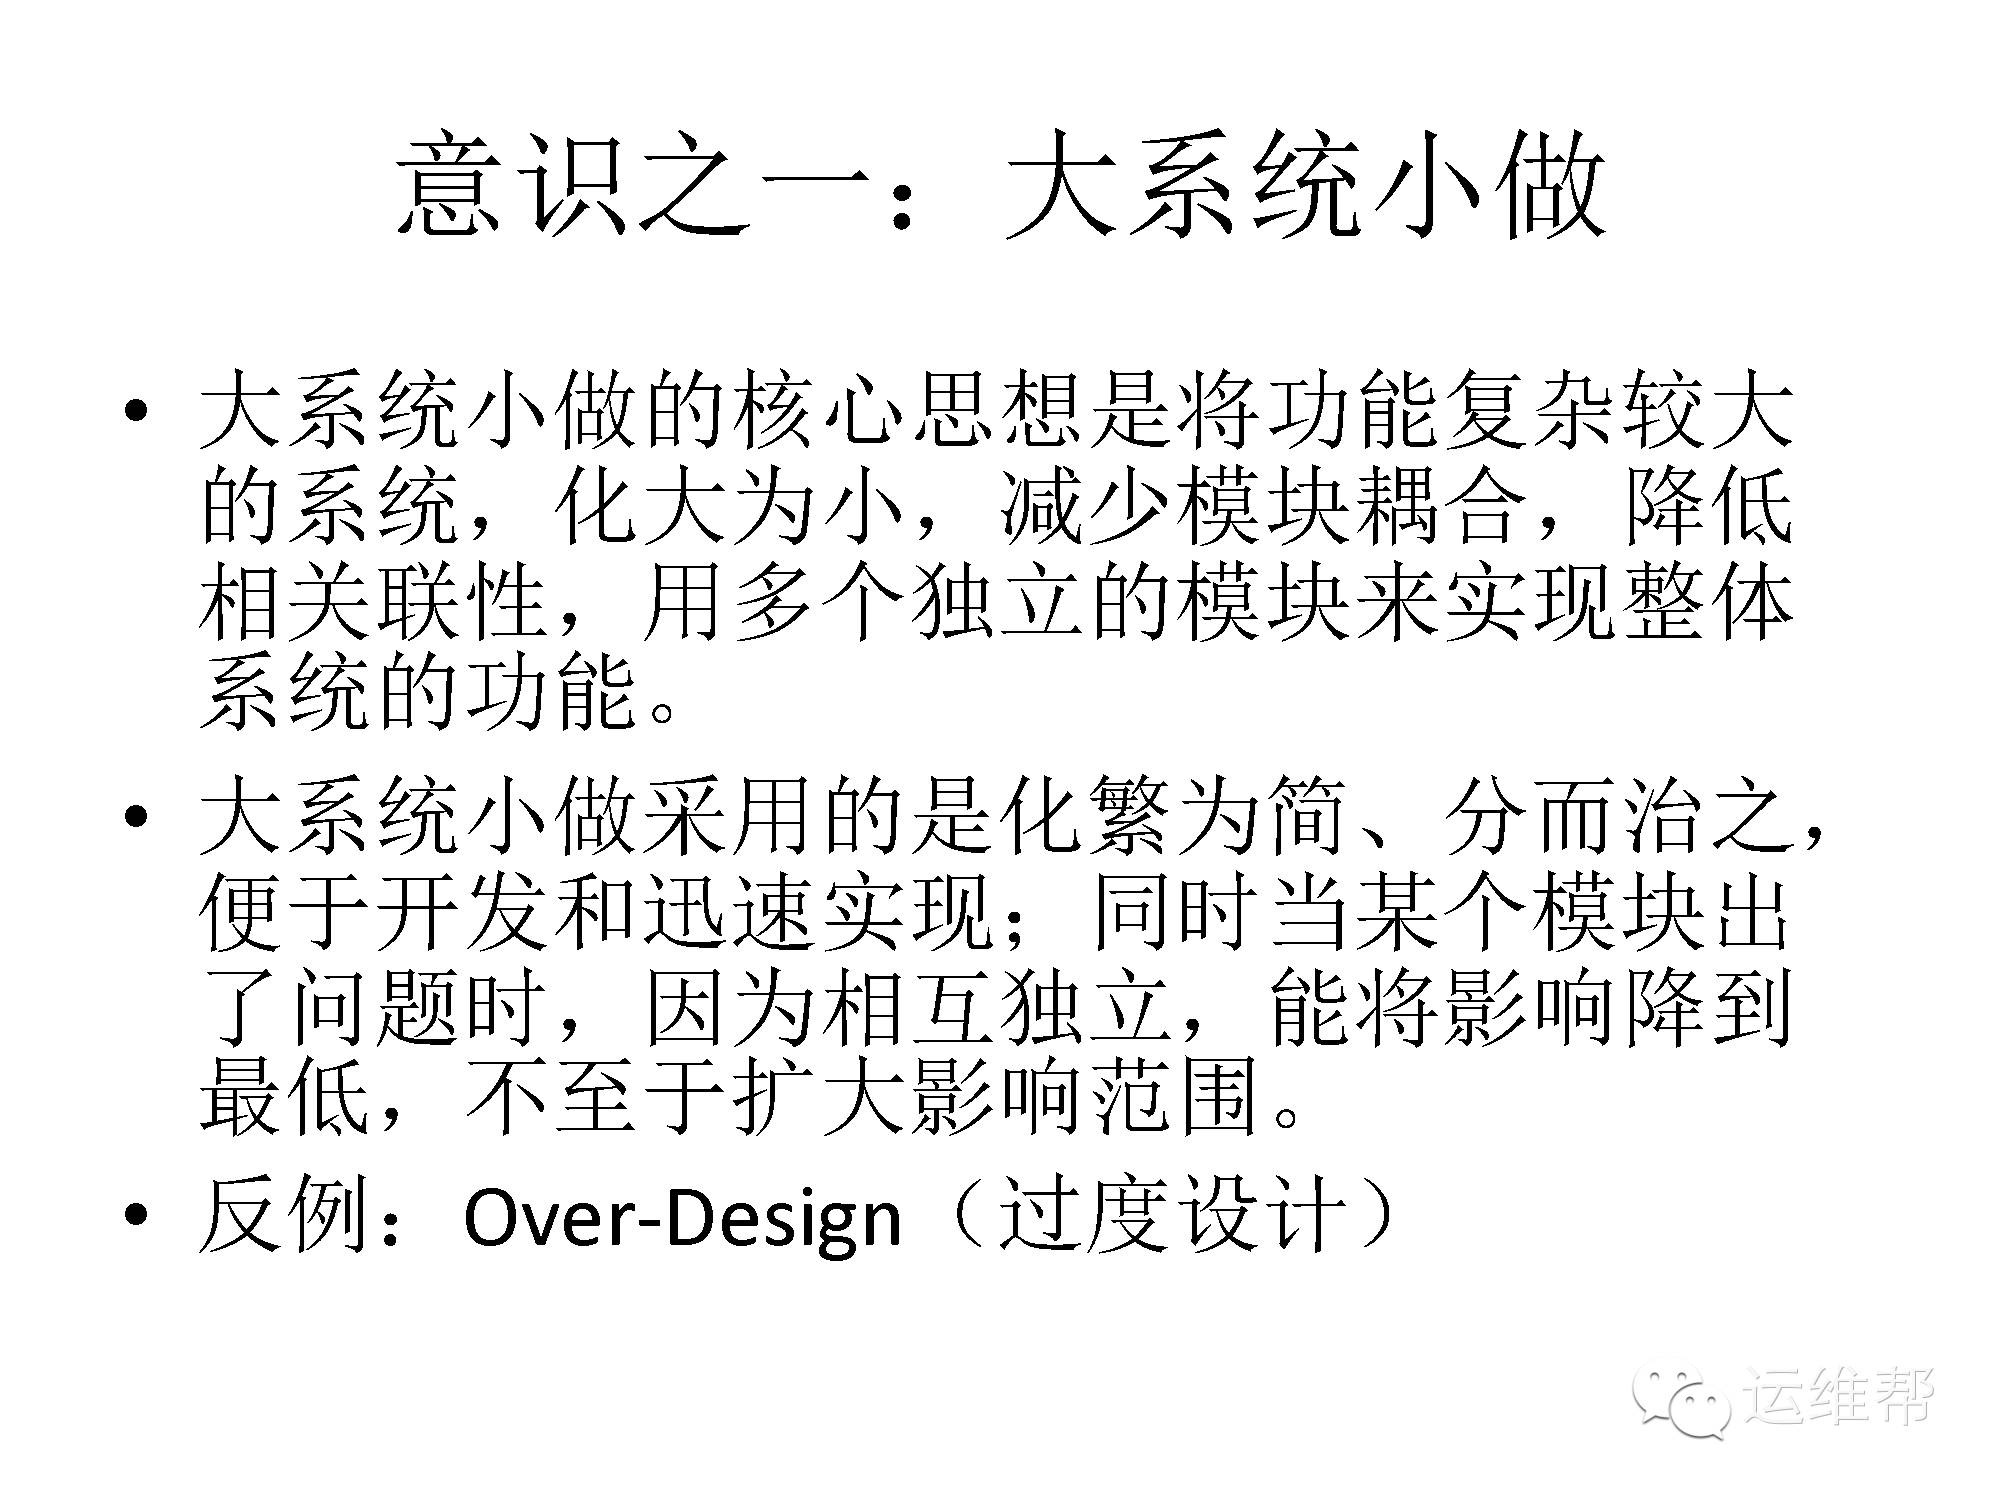 意识之一：大系统小做
• 大系统小做的核心思想是将功能复杂较大
的系统，化大为小，减少模块耦合，降低
相关联性，用多个独立的模块来实现整体
系统的功能。
• 大系统小做采用的是化繁为简、分而治之，
便于开发和迅速实现；同时当某个模块出
了问题时，因为相互独立，能将影响降到
最低，不至于扩大影响范围。
• 反例：Over-Design（过度设计）
运维帮